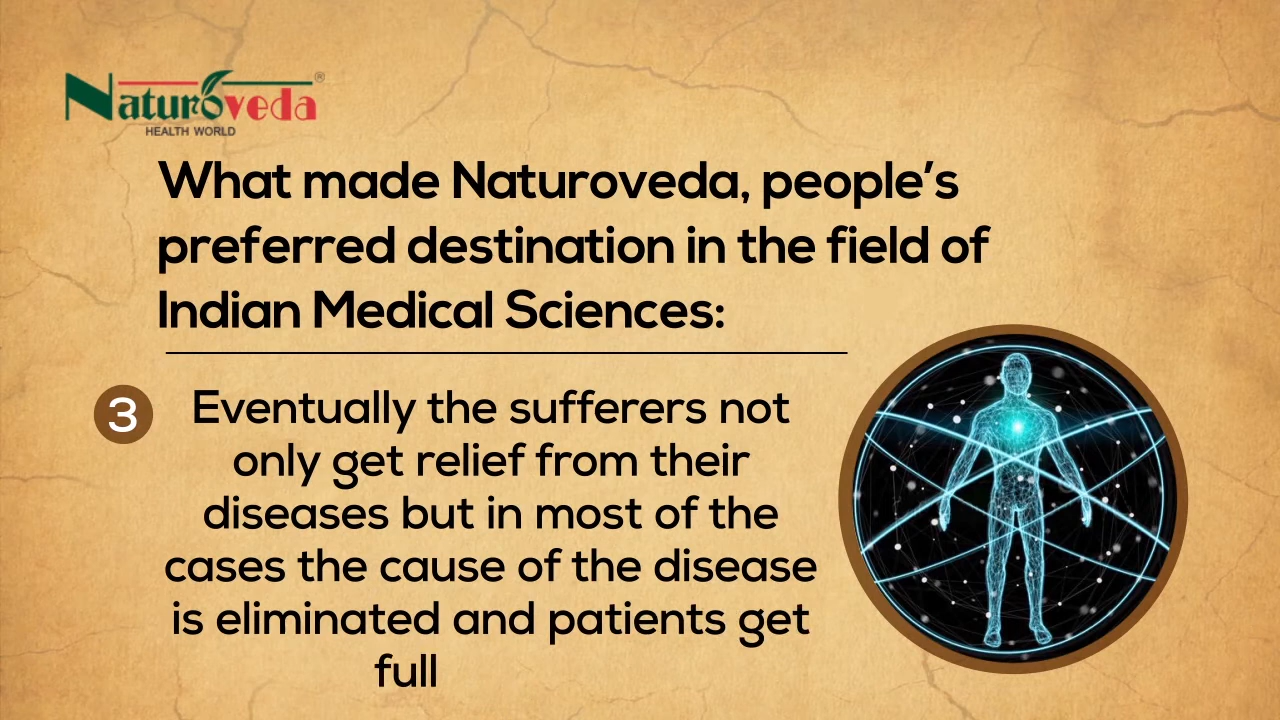 Naturoveda®
HEALTH WORLD
What made Naturoveda, people's
preferred destination in the field of
Indian Medical Sciences:
3
Eventually the sufferers not
only get relief from their
diseases but in most of the
cases the cause of the disease
is eliminated and patients get
full